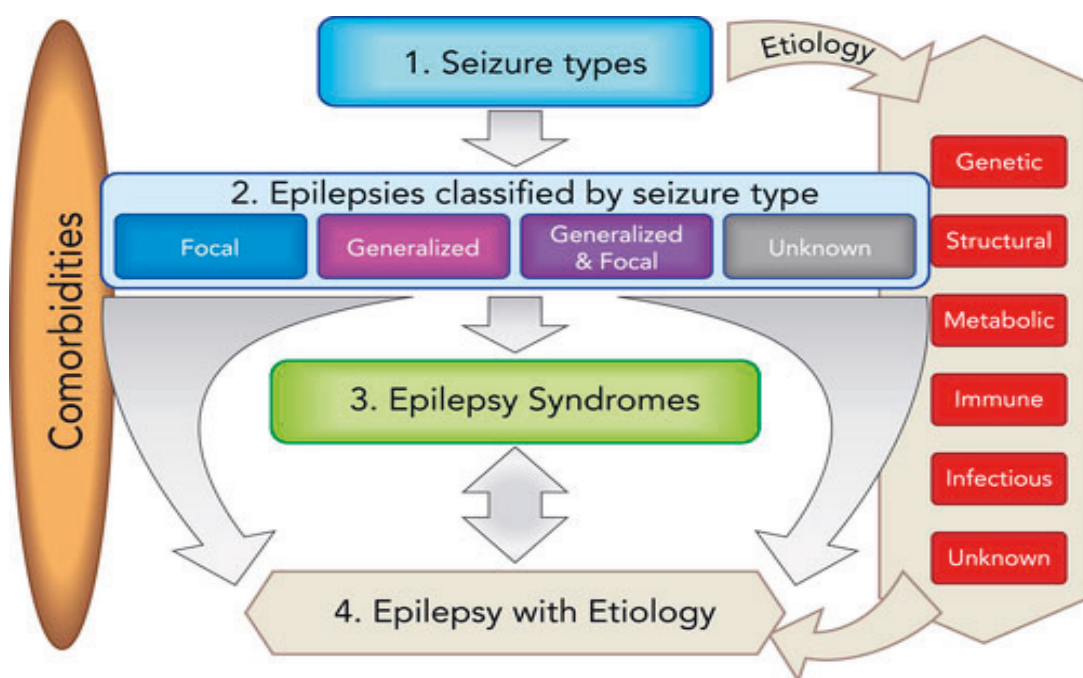 1. Seizure types
Etiology
2. Epilepsies classified by seizure type
Focal
Generalized
Generalized
& Focal
Unknown
3. Epilepsy Syndromes
4. Epilepsy with Etiology
Comorbidities
Genetic
Structural
Metabolic
Immune
Infectious
Unknown